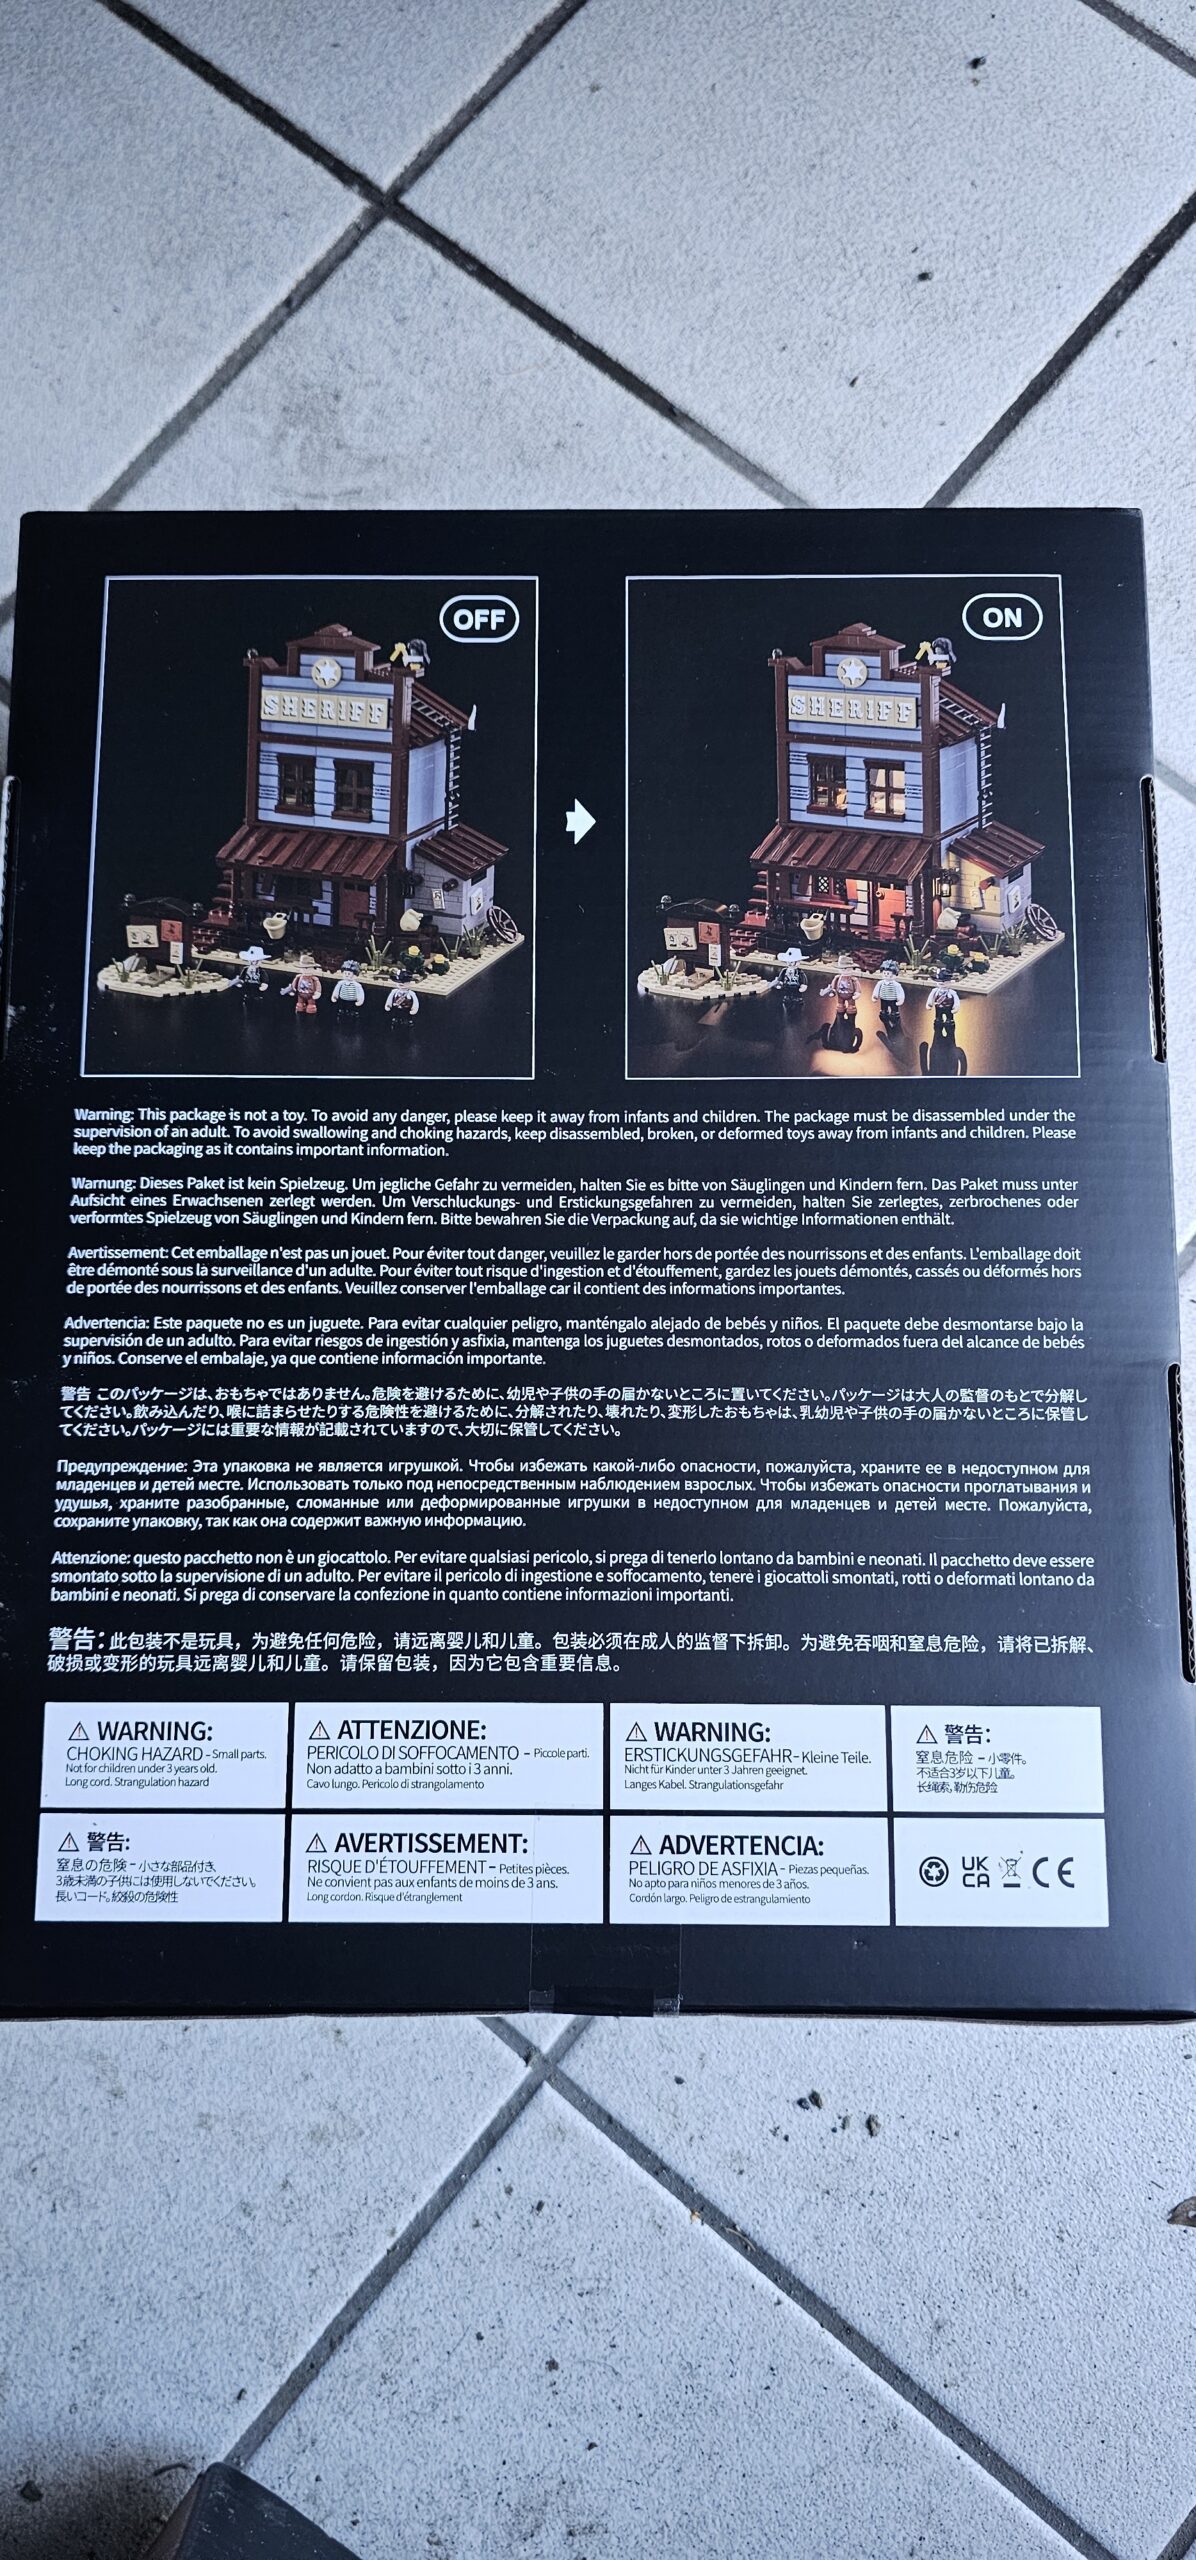 OFF
ON
SHERIFF
SHERIFF
Warning: This package is not a toy. To avoid any danger, please keep it away from infants and children. The package must be disassembled under the
supervision of an adult. To avoid swallowing and choking hazards, keep disassembled, broken, or deformed toys away from infants and children. Please
keep the packaging as it contains important information.
Warnung: Dieses Paket ist kein Spielzeug. Um jegliche Gefahr zu vermeiden, halten Sie es bitte von Säuglingen und Kindern fern. Das Paket muss unter
Aufsicht eines Erwachsenen zerlegt werden. Um Verschluckungs- und Erstickungsgefahren zu vermeiden, halten Sie zerlegtes, zerbrochenes oder
verformtes Spielzeug von Säuglingen und Kindern fern. Bitte bewahren Sie die Verpackung auf, da sie wichtige Informationen enthält.
Avertissement: Cet emballage n'est pas un jouet. Pour éviter tout danger, veuillez le garder hors de portée des nourrissons et des enfants. L'emballage doit
être démonté sous la surveillance d'un adulte. Pour éviter tout risque d'ingestion et d'étouffement, gardez les jouets démontés, cassés ou déformés hors
de portée des nourrissons et des enfants. Veuillez conserver l'emballage car il contient des informations importantes.
Advertencia: Este paquete no es un juguete. Para evitar cualquier peligro, manténgalo alejado de bebés y niños. El paquete debe desmontarse bajo la
supervisión de un adulto. Para evitar riesgos de ingestión y asfixia, mantenga los juguetes desmontados, rotos o deformados fuera del alcance de bebés
y niños. Conserve el embalaje, ya que contiene información importante.
警告 このパッケージは、おもちゃではありません。危険を避けるために、幼児や子供の手の届かないところに置いてください。パッケージは大人の監督のもとで分解し
てください。飲み込んだり、喉に詰まらせたりする危険性を避けるために、分解されたり、壊れたり、変形したおもちゃは、乳幼児や子供の手の届かないところに保管し
てください。パッケージには重要な情報が記載されていますので、大切に保管してください。
Предупреждение: Эта упаковка не является игрушкой. Чтобы избежать какой-либо опасности, пожалуйста, храните ее в недоступном для
младенцев и детей месте. Использовать только под непосредственным наблюдением взрослых. Чтобы избежать опасности проглатывания и
удушья, храните разобранные, сломанные или деформированные игрушки в недоступном для младенцев и детей месте. Пожалуйста,
сохраните упаковку, так как она содержит важную информацию.
Attenzione: questo pacchetto non è un giocattolo. Per evitare qualsiasi pericolo, si prega di tenerlo lontano da bambini e neonati. Il pacchetto deve essere
smontato sotto la supervisione di un adulto. Per evitare il pericolo di ingestione e soffocamento, tenere i giocattoli smontati, rotti o deformati lontano da
bambini e neonati. Si prega di conservare la confezione in quanto contiene informazioni importanti.
警告：此包装不是玩具，为避免任何危险，请远离婴儿和儿童。包装必须在成人的监督下拆卸。为避免吞咽和窒息危险，请将已拆解、
破损或变形的玩具远离婴儿和儿童。请保留包装，因为它包含重要信息。
⚠ WARNING:
CHOKING HAZARD – Small parts.
Not for children under 3 years old.
Long cord. Strangulation hazard
⚠ ATTENZIONE:
PERICOLO DI SOFFOCAMENTO – Piccole parti.
Non adatto a bambini sotto i 3 anni.
Cavo lungo. Pericolo di strangolamento
⚠ WARNING:
ERSTICKUNGSGEFAHR – Kleine Teile.
Nicht für Kinder unter 3 Jahren geeignet.
Langes Kabel. Strangulationsgefahr
⚠ 警告:
窒息危险 – 小零件。
不适合3岁以下儿童。
长绳索, 勒伤危险
⚠ 警告:
窒息の危険 – 小さな部品付き、
3歳未満の子供には使用しないでください。
長いコード。絞殺の危険性
⚠ AVERTISSEMENT:
RISQUE D'ÉTOUFFEMENT – Petites pièces.
Ne convient pas aux enfants de moins de 3 ans.
Long cordon. Risque d'étranglement
⚠ ADVERTENCIA:
PELIGRO DE ASFIXIA – Piezas pequeñas.
No apto para niños menores de 3 años.
Cordón largo. Peligro de estrangulamiento
UK
CA
CE